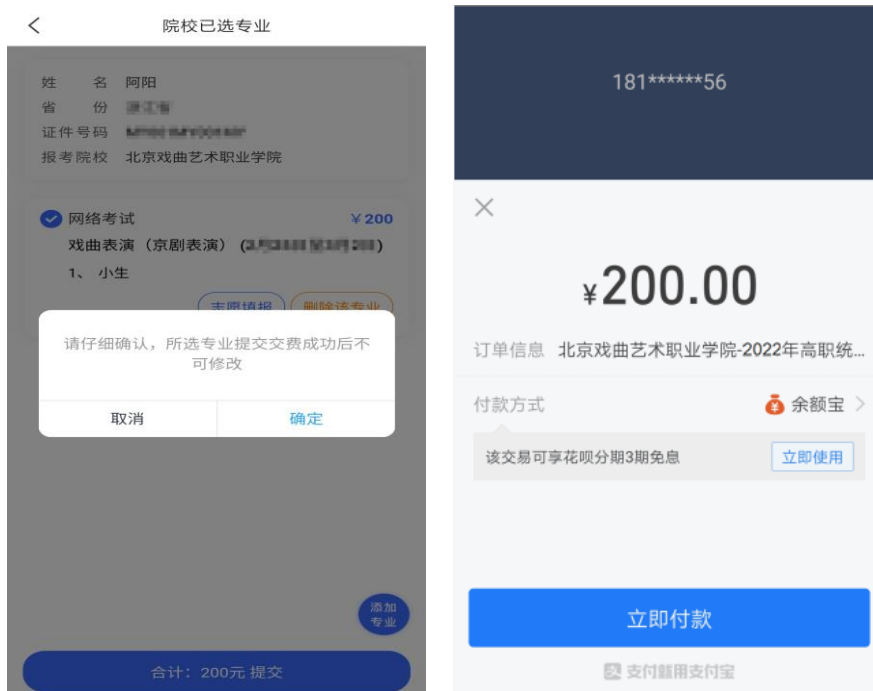 院校已选专业
姓 名 阿阳
省 份
证件号码
报考院校 北京戏曲艺术职业学院
网络考试 ¥200
戏曲表演（京剧表演）
1、 小生
志愿填报 删除该专业
请仔细确认，所选专业提交交费成功后不
可修改
取消 确定
添加
专业
合计：200元 提交
181******56
¥200.00
订单信息 北京戏曲艺术职业学院-2022年高职统...
付款方式 余额宝
该交易可享花呗分期3期免息 立即使用
立即付款
支付就用支付宝